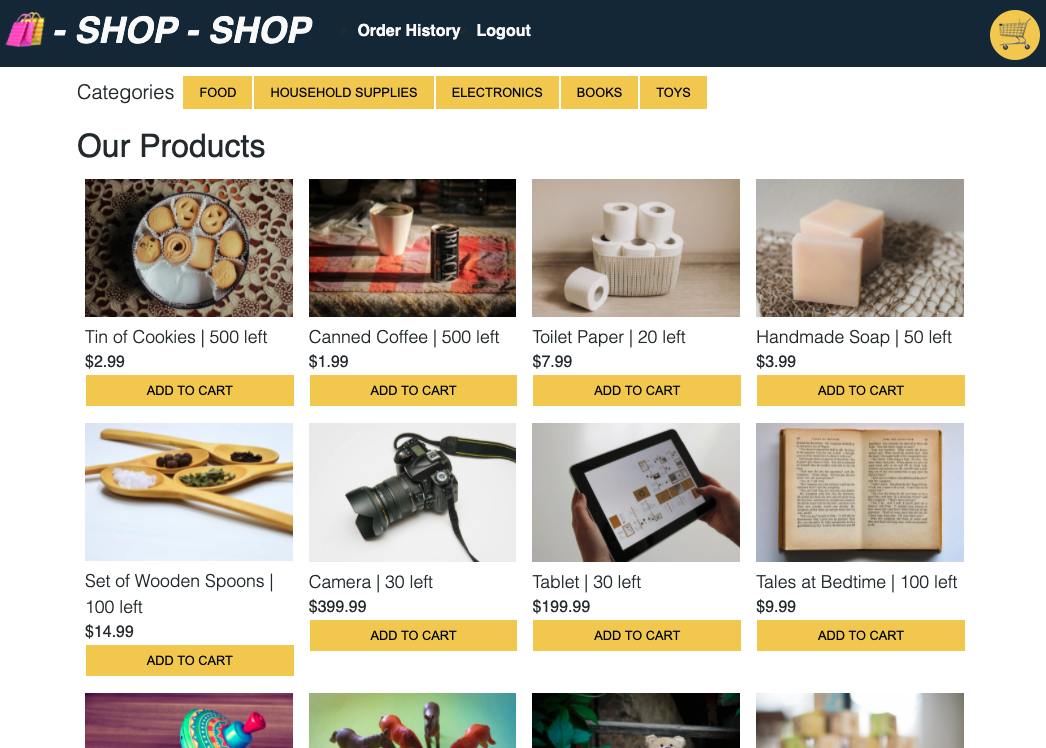 - SHOP - SHOP
Order History Logout
Categories FOOD HOUSEHOLD SUPPLIES ELECTRONICS BOOKS TOYS
Our Products
BLACK
Tin of Cookies | 500 left
$2.99
ADD TO CART
Canned Coffee | 500 left
$1.99
ADD TO CART
Toilet Paper | 20 left
$7.99
ADD TO CART
Handmade Soap | 50 left
$3.99
ADD TO CART
Set of Wooden Spoons |
100 left
$14.99
ADD TO CART
Camera | 30 left
$399.99
ADD TO CART
Tablet | 30 left
$199.99
ADD TO CART
Tales at Bedtime | 100 left
$9.99
ADD TO CART